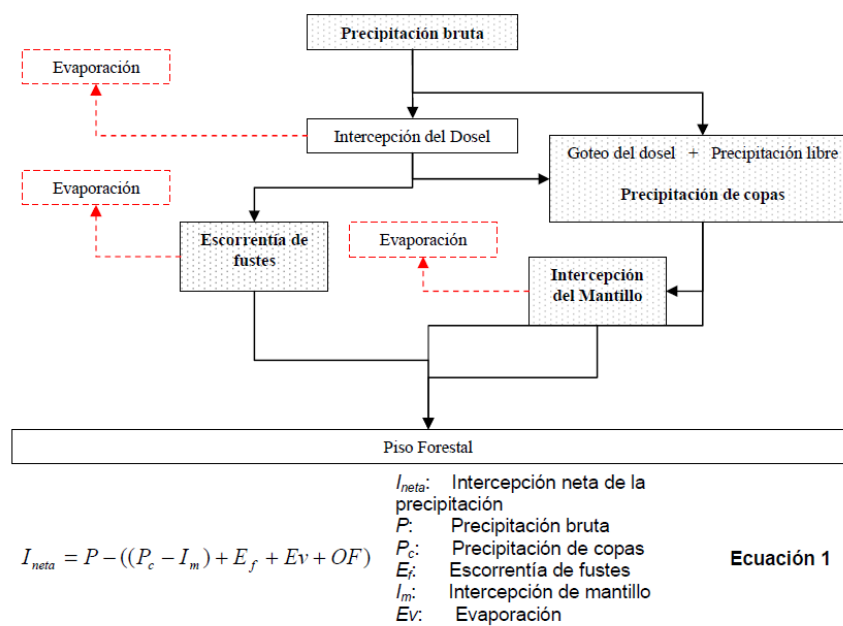 Precipitación bruta
Evaporación
Intercepción del Dosel
Goteo del dosel + Precipitación libre
Precipitación de copas
Evaporación
Escorrentía de
fustes
Evaporación
Intercepción
del Mantillo
Piso Forestal
I_neta = P − ((P_c − I_m) + E_f + Ev + OF)
I_neta: Intercepción neta de la
precipitación
P: Precipitación bruta
P_c: Precipitación de copas
E_f: Escorrentía de fustes
I_m: Intercepción de mantillo
Ev: Evaporación
Ecuación 1